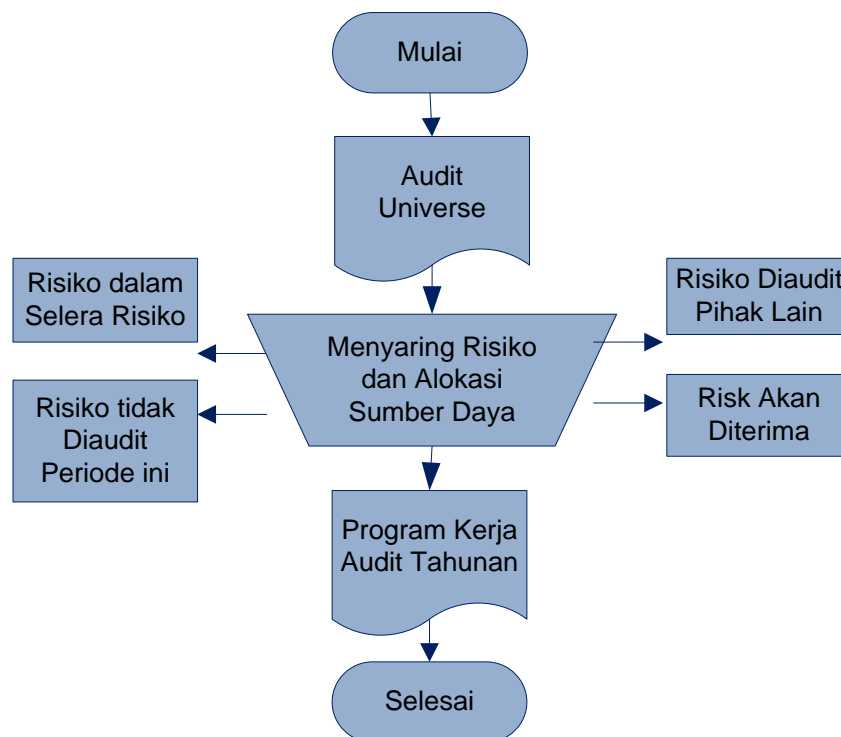 Mulai
Audit
Universe
Risiko dalam
Selera Risiko
Risiko Diaudit
Pihak Lain
Menyaring Risiko
dan Alokasi
Sumber Daya
Risiko tidak
Diaudit
Periode ini
Risk Akan
Diterima
Program Kerja
Audit Tahunan
Selesai